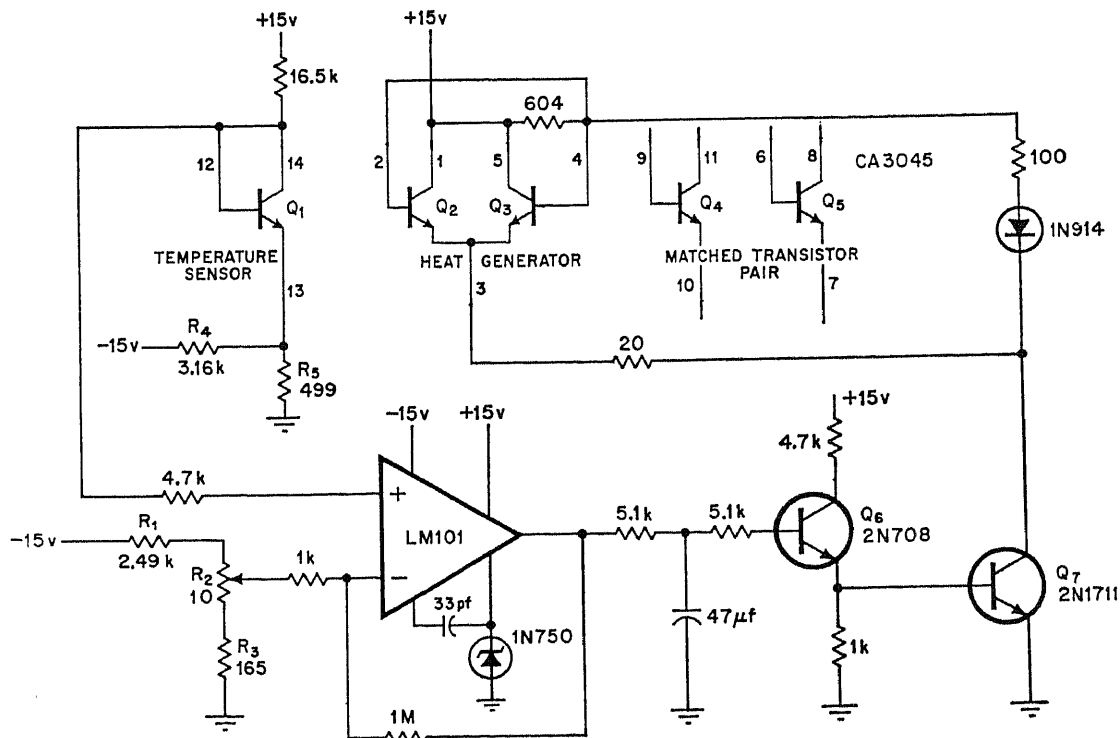 +15v
16.5k
12
14
Q1
TEMPERATURE
SENSOR
13
-15v
R4
3.16k
R5
499
+15v
604
2
1
5
4
Q2
Q3
HEAT GENERATOR
3
9
11
6
8
CA3045
Q4
Q5
MATCHED TRANSISTOR
PAIR
10
7
100
1N914
20
-15v
+15v
4.7k
+
LM101
-
-15v
R1
2.49k
R2
10
1k
R3
165
33pf
1N750
1M
5.1k
5.1k
47μf
+15v
4.7k
Q6
2N708
1k
Q7
2N1711